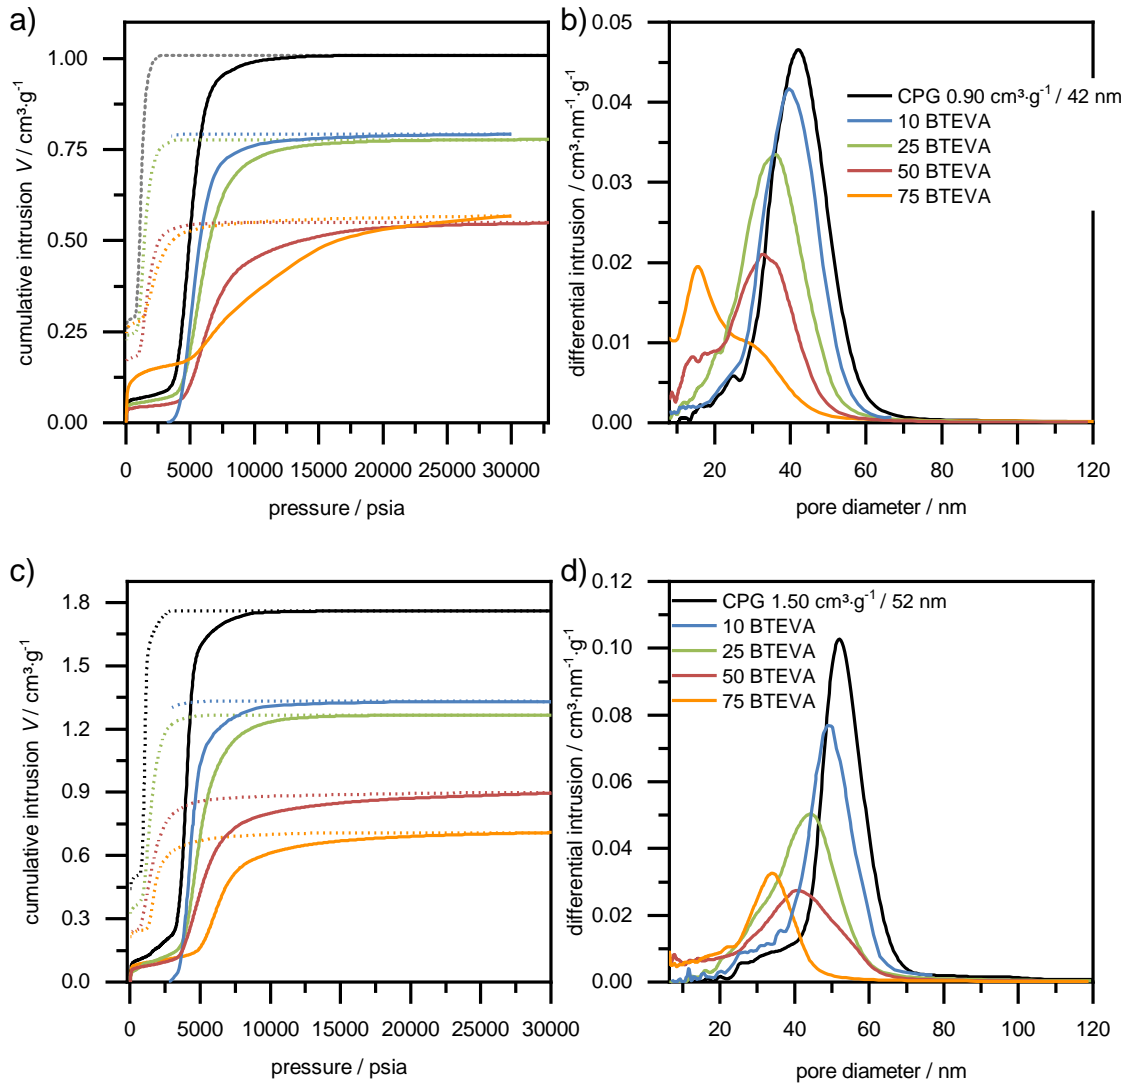 a)
cumulative intrusion V / cm³·g⁻¹
1.00
0.75
0.50
0.25
0.00
0 5000 10000 15000 20000 25000 30000
pressure / psia
b)
differential intrusion / cm³·nm⁻¹·g⁻¹
0.05
0.04
0.03
0.02
0.01
0.00
CPG 0.90 cm³·g⁻¹ / 42 nm
10 BTEVA
25 BTEVA
50 BTEVA
75 BTEVA
20 40 60 80 100 120
pore diameter / nm
c)
cumulative intrusion V / cm³·g⁻¹
1.8
1.5
1.2
0.9
0.6
0.3
0.0
0 5000 10000 15000 20000 25000 30000
pressure / psia
d)
differential intrusion / cm³·nm⁻¹·g⁻¹
0.12
0.10
0.08
0.06
0.04
0.02
0.00
CPG 1.50 cm³·g⁻¹ / 52 nm
10 BTEVA
25 BTEVA
50 BTEVA
75 BTEVA
20 40 60 80 100 120
pore diameter / nm